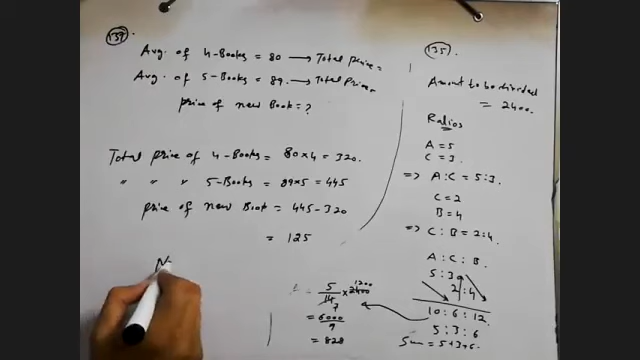 134.
Avg. of 4-Books = 80 → Total price =
Avg. of 5-Books = 89. → Total Price =
price of new Book = ?
Total price of 4-Books = 80×4 = 320.
〃 〃 〃 5-Books = 89×5 = 445
price of new Book = 445-320
= 125
N
135.
Amount to be divided
= 2400.
Ratios
A = 5
C = 3.
⇒ A:C = 5:3.
C = 2
B = 4
⇒ C:B = 2:4.
A:C:B.
5:3
2:4
10:6:12
5:3:6
Sum = 5+3+6.
5/14 7 × 2400 1200
= 6000/7
= 828